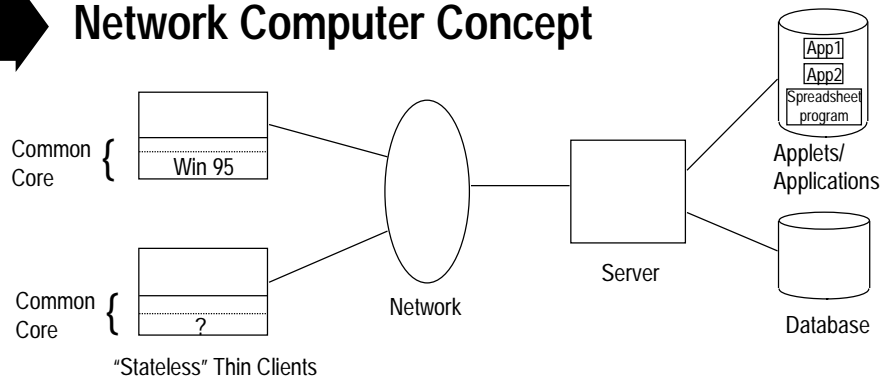 Network Computer Concept
App1
App2
Spreadsheet
program
Applets/
Applications
Common
Core
{
Win 95
Server
Network
Database
Common
Core
{
?
"Stateless" Thin Clients